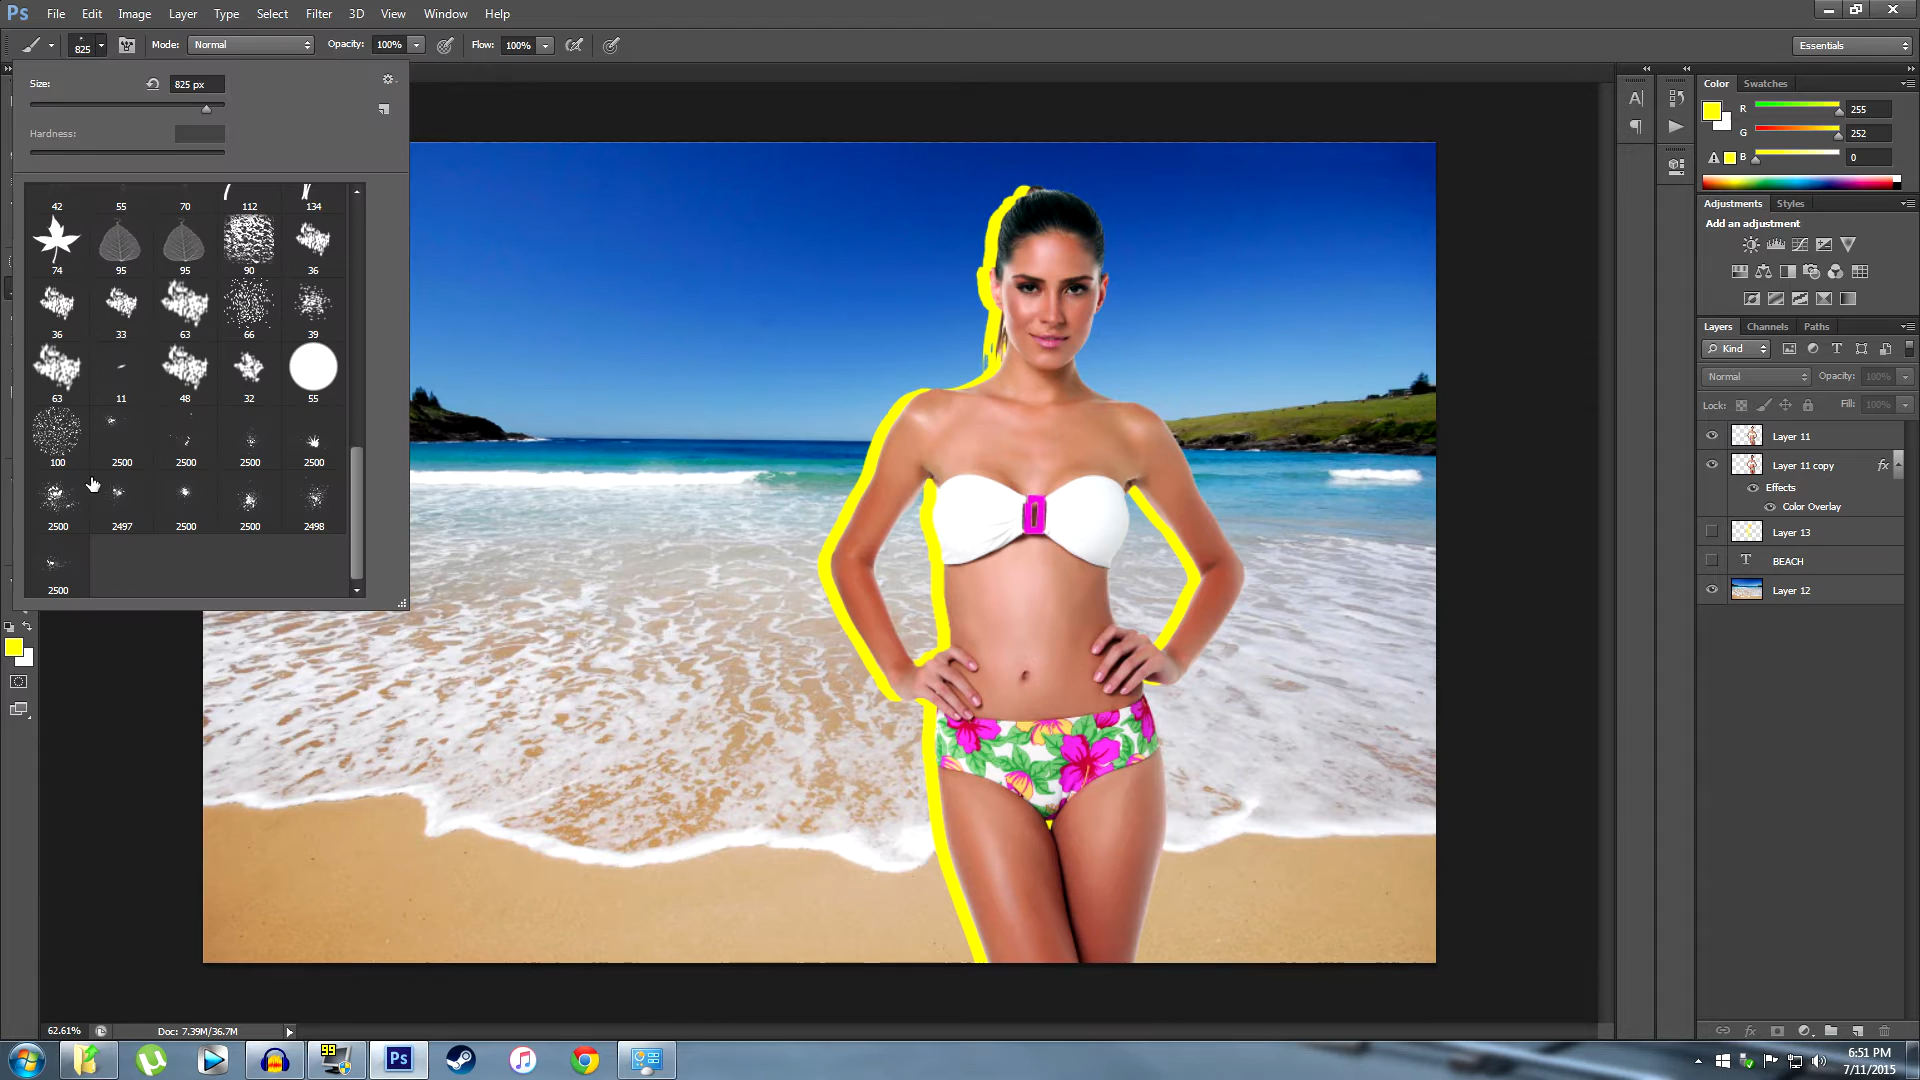 Ps File Edit Image Layer Type Select Filter 3D View Window Help
825 Mode: Normal Opacity: 100% Flow: 100% Essentials
Size: 825 px
Hardness:
42 55 70 112 134
74 95 95 90 36
36 33 63 66 39
63 11 48 32 55
100 2500 2500 2500 2500
2500 2497 2500 2500 2498
2500
Color Swatches
R 255
G 252
B 0
Adjustments Styles
Add an adjustment
Layers Channels Paths
Kind
Normal Opacity: 100%
Lock: Fill: 100%
Layer 11
Layer 11 copy fx
Effects
Color Overlay
Layer 13
BEACH
Layer 12
62.61% Doc: 7.39M/36.7M
99
Ps
6:51 PM
7/11/2015